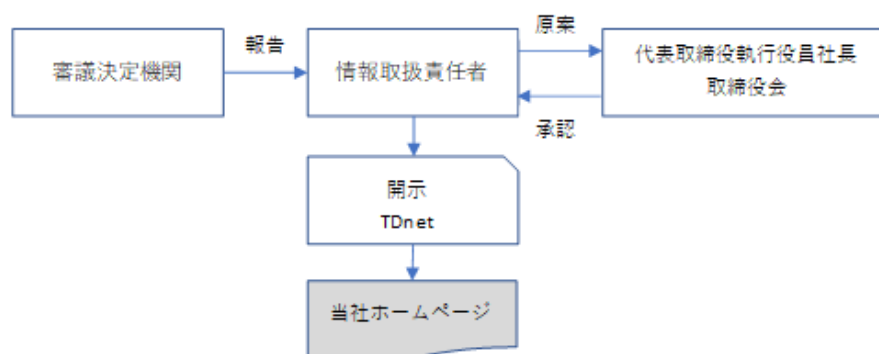 審議決定機関
報告
情報取扱責任者
原案
代表取締役執行役員社長
取締役会
承認
開示
TDnet
当社ホームページ